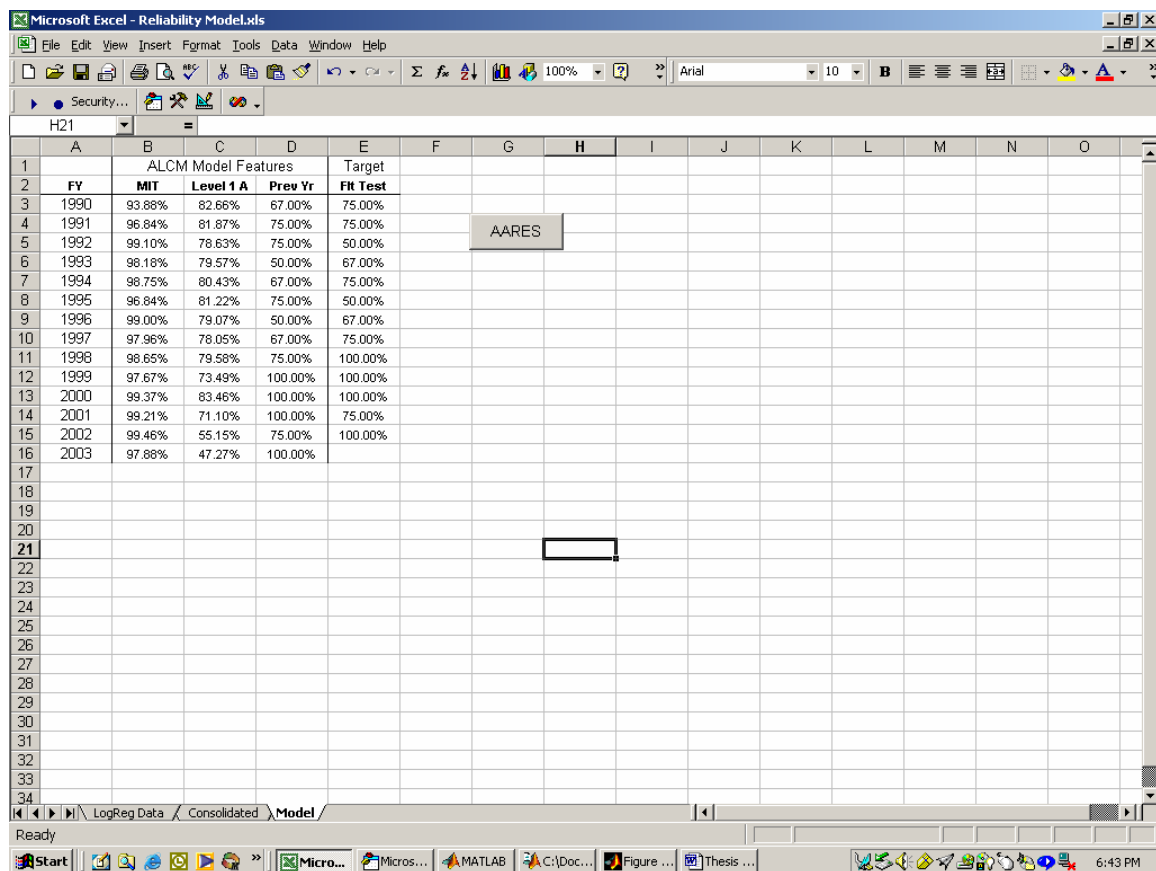 Microsoft Excel - Reliability Model.xls
File Edit View Insert Format Tools Data Window Help
100% Arial 10 B
Security...
H21 =
A B C D E F G H I J K L M N O
1 ALCM Model Features Target
2 FY MIT Level 1 A Prev Yr Flt Test
3 1990 93.88% 82.66% 67.00% 75.00%
4 1991 96.84% 81.87% 75.00% 75.00%
AARES
5 1992 99.10% 78.63% 75.00% 50.00%
6 1993 98.18% 79.57% 50.00% 67.00%
7 1994 98.75% 80.43% 67.00% 75.00%
8 1995 96.84% 81.22% 75.00% 50.00%
9 1996 99.00% 79.07% 50.00% 67.00%
10 1997 97.96% 78.05% 67.00% 75.00%
11 1998 98.65% 79.58% 75.00% 100.00%
12 1999 97.67% 73.49% 100.00% 100.00%
13 2000 99.37% 83.46% 100.00% 100.00%
14 2001 99.21% 71.10% 100.00% 75.00%
15 2002 99.46% 55.15% 75.00% 100.00%
16 2003 97.88% 47.27% 100.00%
17
18
19
20
21
22
23
24
25
26
27
28
29
30
31
32
33
34
LogReg Data Consolidated Model
Ready
Start Micro... Micros... MATLAB C:\Doc... Figure ... Thesis ... 6:43 PM